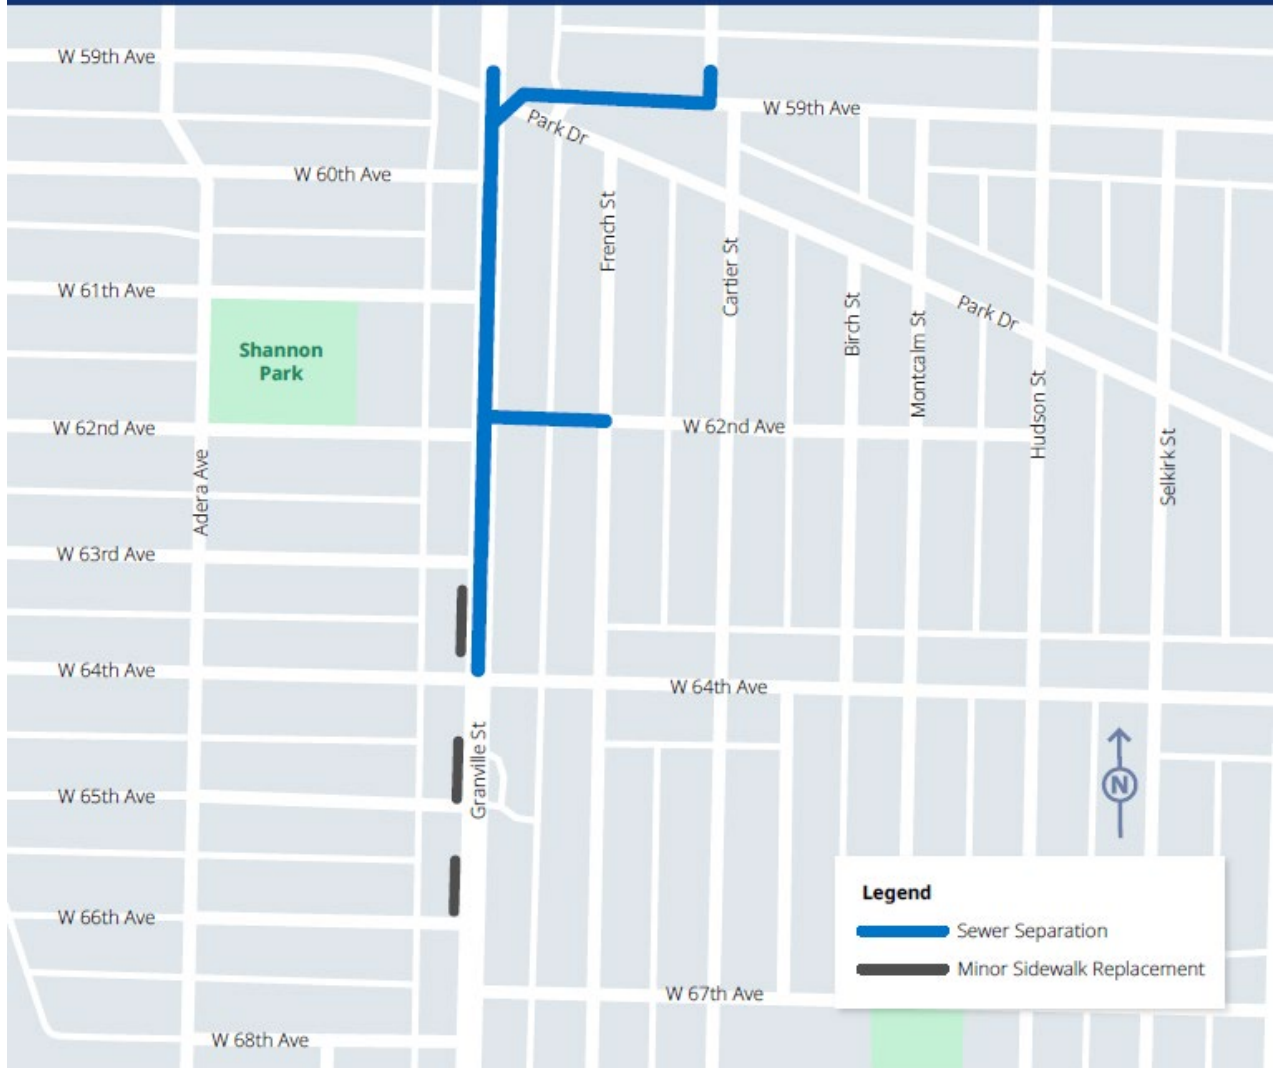 W 59th Ave
W 59th Ave
Park Dr
W 60th Ave
French St
Cartier St
W 61th Ave
Birch St
Montcalm St
Park Dr
Shannon
Park
Hudson St
W 62nd Ave
W 62nd Ave
Selkirk St
Adera Ave
W 63rd Ave
W 64th Ave
W 64th Ave
Granville St
N
W 65th Ave
Legend
W 66th Ave
Sewer Separation
Minor Sidewalk Replacement
W 67th Ave
W 68th Ave